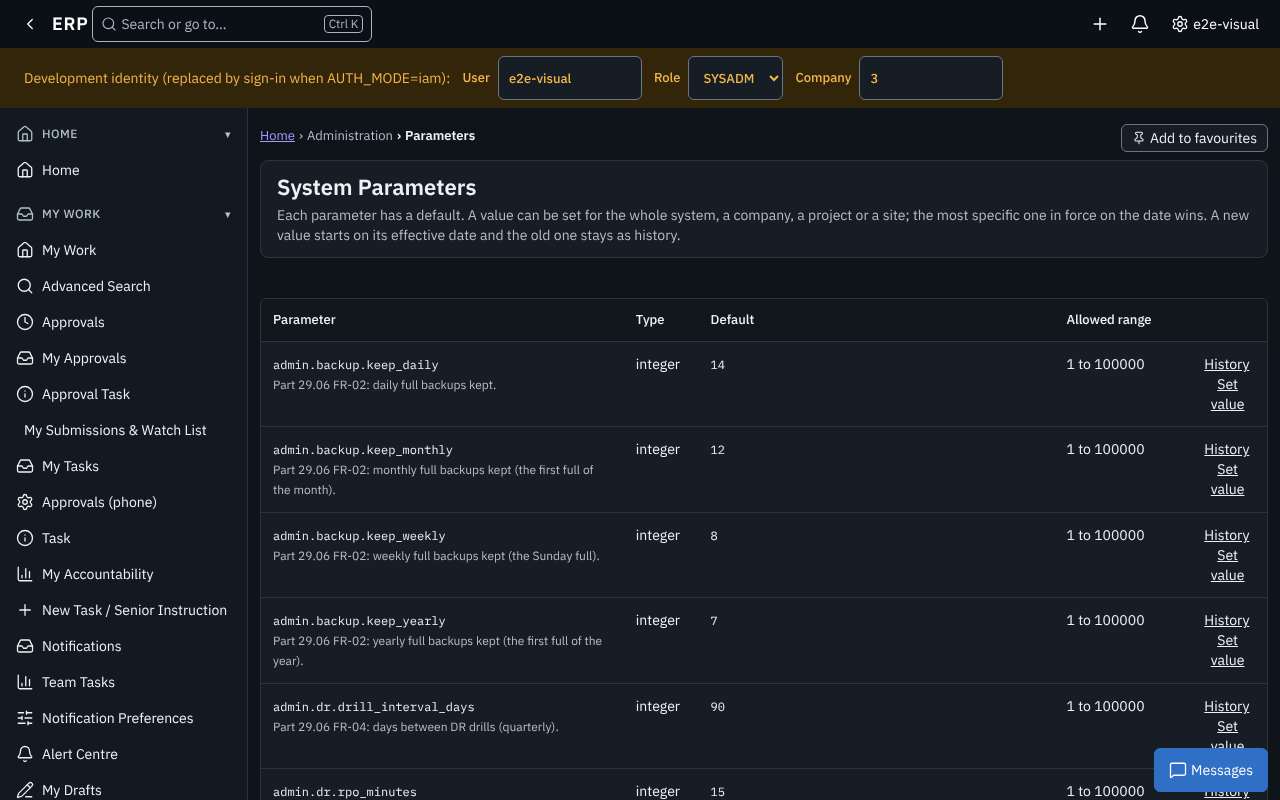 ERP
Search or go to...
Ctrl K
e2e-visual
Development identity (replaced by sign-in when AUTH_MODE=iam):
User
e2e-visual
Role
SYSADM
Company
3
HOME
Home
MY WORK
My Work
Advanced Search
Approvals
My Approvals
Approval Task
My Submissions & Watch List
My Tasks
Approvals (phone)
Task
My Accountability
New Task / Senior Instruction
Notifications
Team Tasks
Notification Preferences
Alert Centre
My Drafts
Home › Administration › Parameters
Add to favourites
System Parameters
Each parameter has a default. A value can be set for the whole system, a company, a project or a site; the most specific one in force on the date wins. A new
value starts on its effective date and the old one stays as history.
Parameter Type Default Allowed range
admin.backup.keep_daily integer 14 1 to 100000 History
Part 29.06 FR-02: daily full backups kept. Set
value
admin.backup.keep_monthly integer 12 1 to 100000 History
Part 29.06 FR-02: monthly full backups kept (the first full of Set
the month). value
admin.backup.keep_weekly integer 8 1 to 100000 History
Part 29.06 FR-02: weekly full backups kept (the Sunday full). Set
value
admin.backup.keep_yearly integer 7 1 to 100000 History
Part 29.06 FR-02: yearly full backups kept (the first full of the Set
year). value
admin.dr.drill_interval_days integer 90 1 to 100000 History
Part 29.06 FR-04: days between DR drills (quarterly). Set
value
Messages
admin.dr.rpo_minutes integer 15 1 to 100000 History